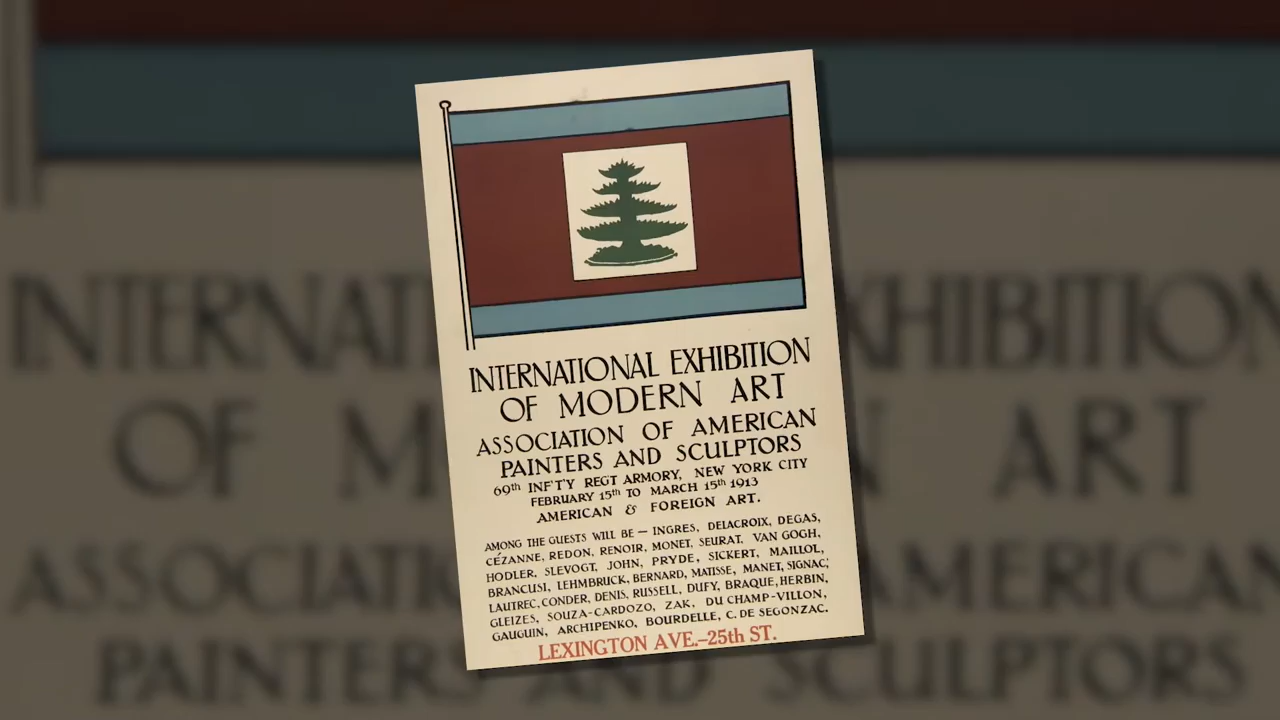 INTERNATIONAL EXHIBITION
OF MODERN ART
ASSOCIATION OF AMERICAN
PAINTERS AND SCULPTORS
69th INF'TY REGT ARMORY, NEW YORK CITY
FEBRUARY 15th TO MARCH 15th 1913
AMERICAN & FOREIGN ART.
AMONG THE GUESTS WILL BE — INGRES, DELACROIX, DEGAS,
CÉZANNE, REDON, RENOIR, MONET, SEURAT, VAN GOGH,
HODLER, SLEVOGT, JOHN, PRYDE, SICKERT, MAILLOL,
BRANCUSI, LEHMBRUCK, BERNARD, MATISSE, MANET, SIGNAC,
LAUTREC, CONDER, DENIS, RUSSELL, DUFY, BRAQUE, HERBIN,
GLEIZES, SOUZA-CARDOZO, ZAK, DU CHAMP-VILLON,
GAUGUIN, ARCHIPENKO, BOURDELLE, C. DE SEGONZAC.
LEXINGTON AVE.–25th ST.